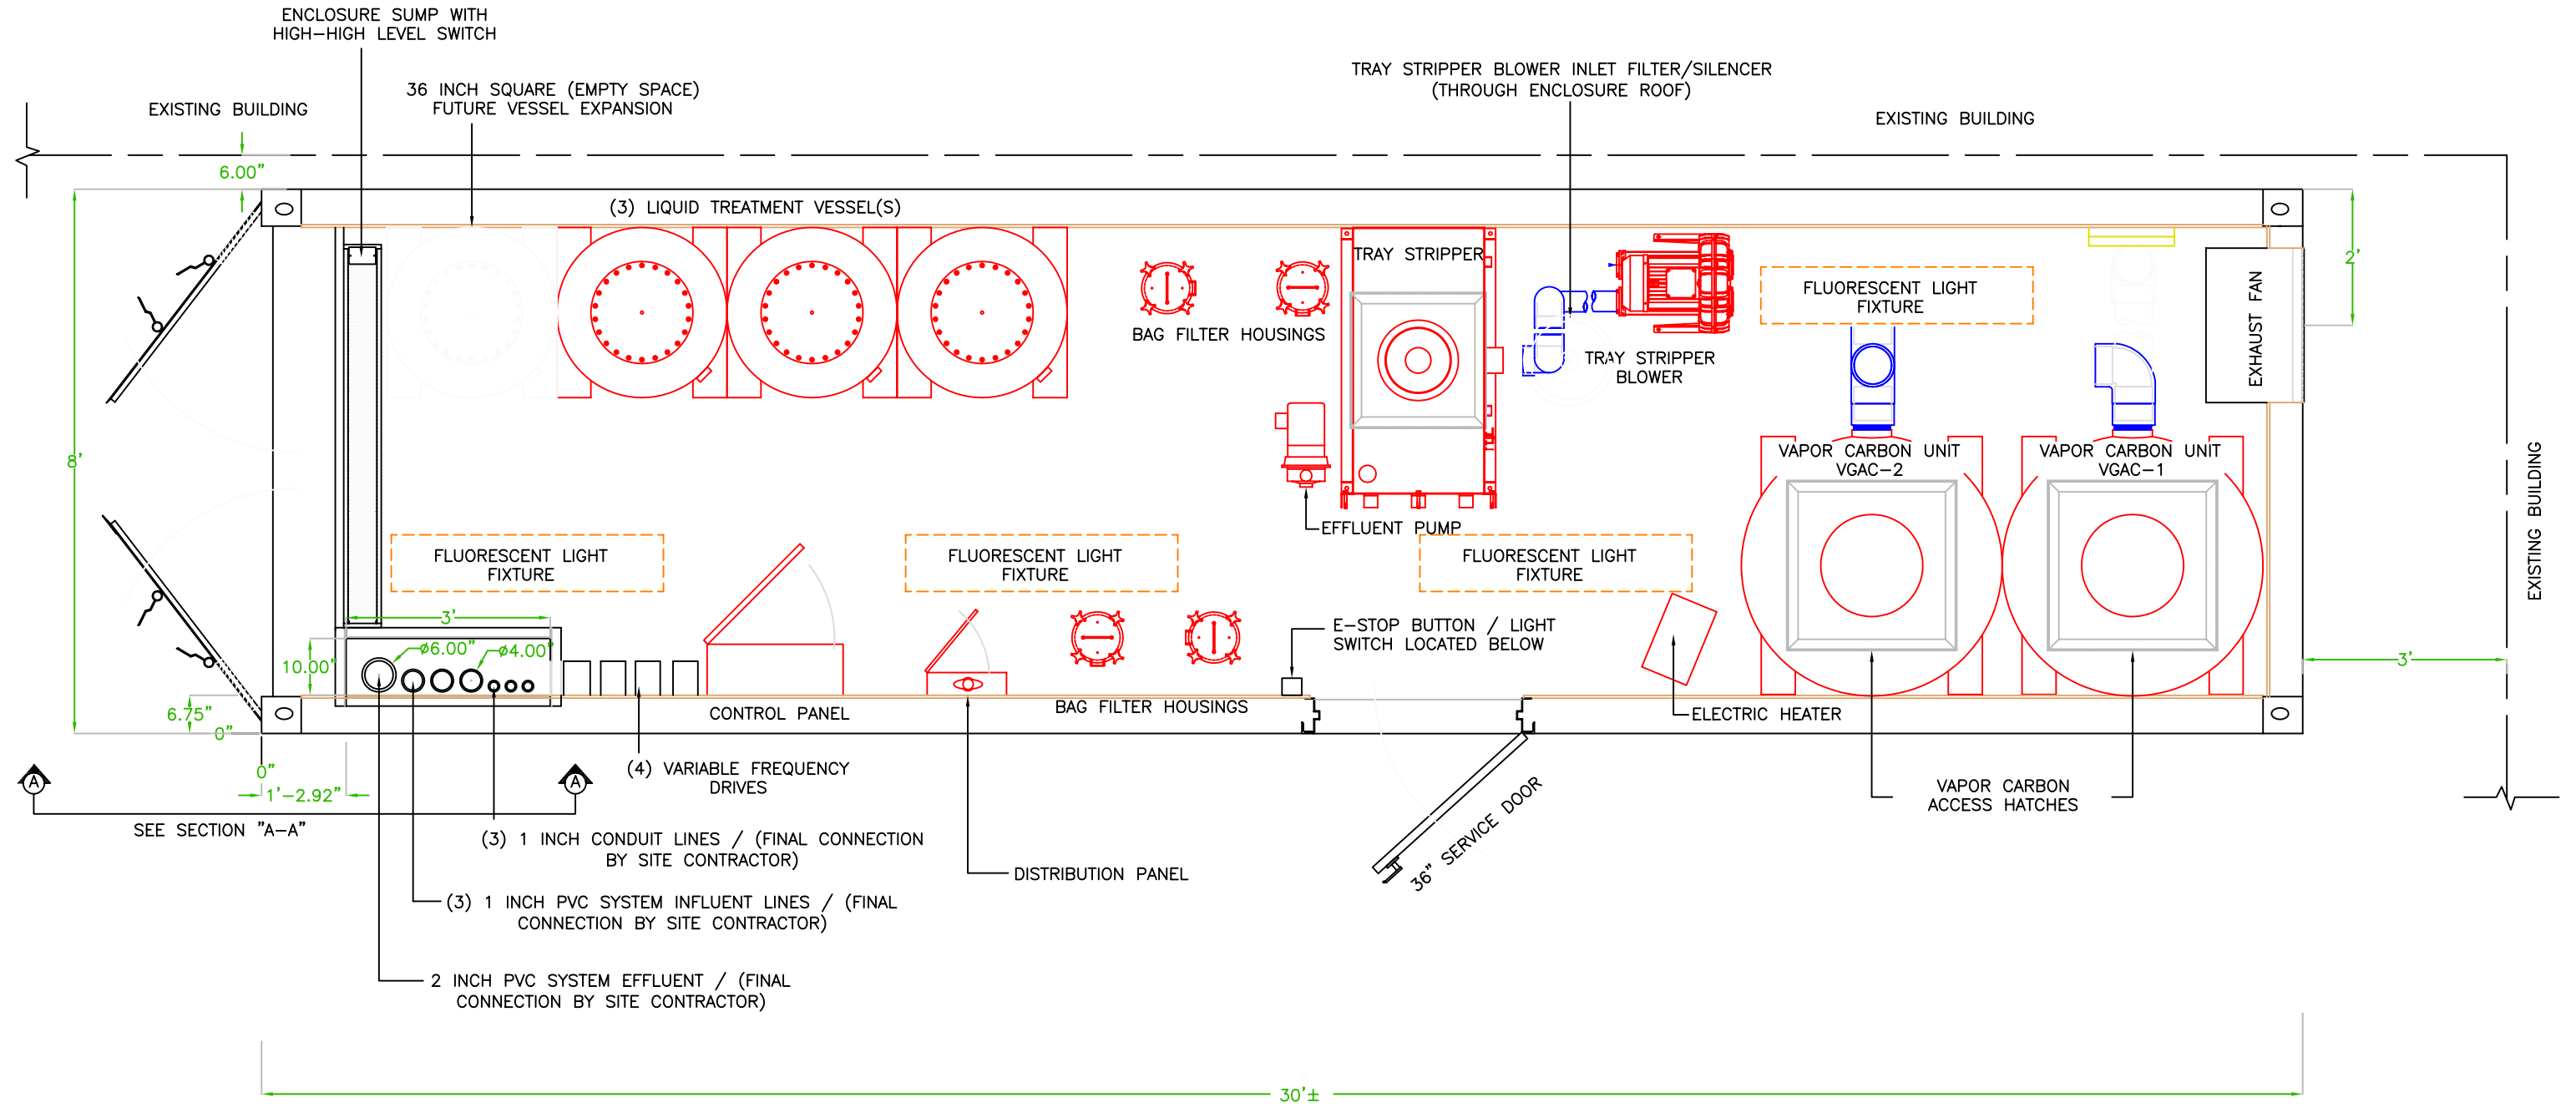 ENCLOSURE SUMP WITH
HIGH-HIGH LEVEL SWITCH
36 INCH SQUARE (EMPTY SPACE)
FUTURE VESSEL EXPANSION
EXISTING BUILDING
TRAY STRIPPER BLOWER INLET FILTER/SILENCER
(THROUGH ENCLOSURE ROOF)
EXISTING BUILDING
6.00"
(3) LIQUID TREATMENT VESSEL(S)
TRAY STRIPPER
2'
FLUORESCENT LIGHT
FIXTURE
EXHAUST FAN
BAG FILTER HOUSINGS
TRAY STRIPPER
BLOWER
8'
VAPOR CARBON UNIT
VGAC-2
VAPOR CARBON UNIT
VGAC-1
EXISTING BUILDING
EFFLUENT PUMP
FLUORESCENT LIGHT
FIXTURE
FLUORESCENT LIGHT
FIXTURE
FLUORESCENT LIGHT
FIXTURE
3'
E-STOP BUTTON / LIGHT
SWITCH LOCATED BELOW
ø6.00"
ø4.00"
10.00"
3'
6.75"
0"
CONTROL PANEL
BAG FILTER HOUSINGS
ELECTRIC HEATER
0"
1'-2.92"
A
A
(4) VARIABLE FREQUENCY
DRIVES
VAPOR CARBON
ACCESS HATCHES
SEE SECTION "A-A"
(3) 1 INCH CONDUIT LINES / (FINAL CONNECTION
BY SITE CONTRACTOR)
36" SERVICE DOOR
DISTRIBUTION PANEL
(3) 1 INCH PVC SYSTEM INFLUENT LINES / (FINAL
CONNECTION BY SITE CONTRACTOR)
2 INCH PVC SYSTEM EFFLUENT / (FINAL
CONNECTION BY SITE CONTRACTOR)
30'±